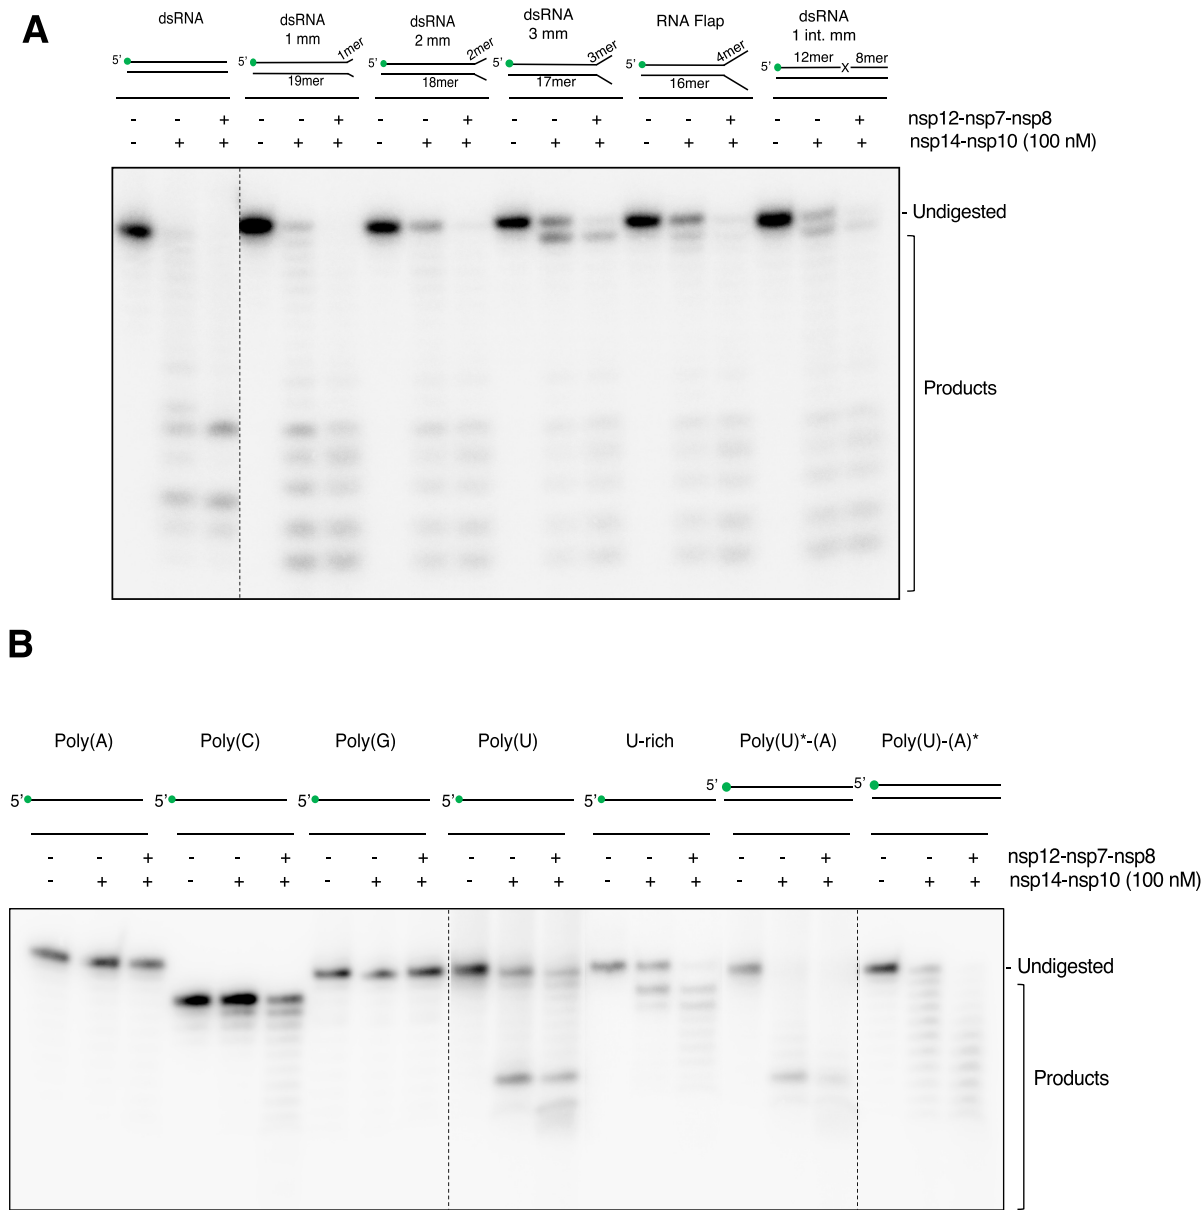 A
dsRNA
dsRNA
1 mm
dsRNA
2 mm
dsRNA
3 mm
RNA Flap
dsRNA
1 int. mm
5’
5’ 1mer
19mer
5’ 2mer
18mer
5’ 3mer
17mer
5’ 4mer
16mer
5’ 12mer X 8mer
- - + - - + - - + - - + - - + - - + nsp12-nsp7-nsp8
- + + - + + - + + - + + - + + - + + nsp14-nsp10 (100 nM)
- Undigested
Products
B
Poly(A) Poly(C) Poly(G) Poly(U) U-rich Poly(U)*-(A) Poly(U)-(A)*
5’ 5’ 5’ 5’ 5’ 5’ 5’
- - + - - + - - + - - + - - + - - + - - + nsp12-nsp7-nsp8
- + + - + + - + + - + + - + + - + + - + + nsp14-nsp10 (100 nM)
- Undigested
Products